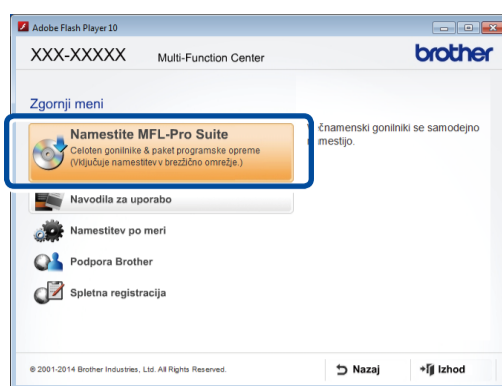 Adobe Flash Player 10
XXX-XXXXX
Multi-Function Center
brother
Zgornji meni
Namestite MFL-Pro Suite
Celoten gonilnike & paket programske opreme
(Vključuje namestitev v brezžično omrežje.)
čnamenski gonilniki se samodejno
mestijo.
Navodila za uporabo
Namestitev po meri
Podpora Brother
Spletna registracija
© 2001-2014 Brother Industries, Ltd. All Rights Reserved.
Nazaj
Izhod